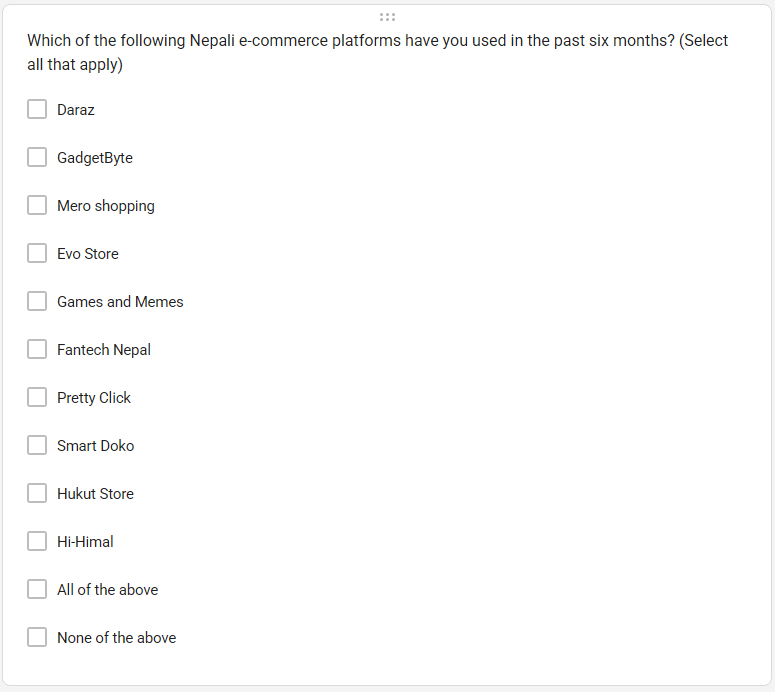 Which of the following Nepali e-commerce platforms have you used in the past six months? (Select
all that apply)
Daraz
GadgetByte
Mero shopping
Evo Store
Games and Memes
Fantech Nepal
Pretty Click
Smart Doko
Hukut Store
Hi-Himal
All of the above
None of the above